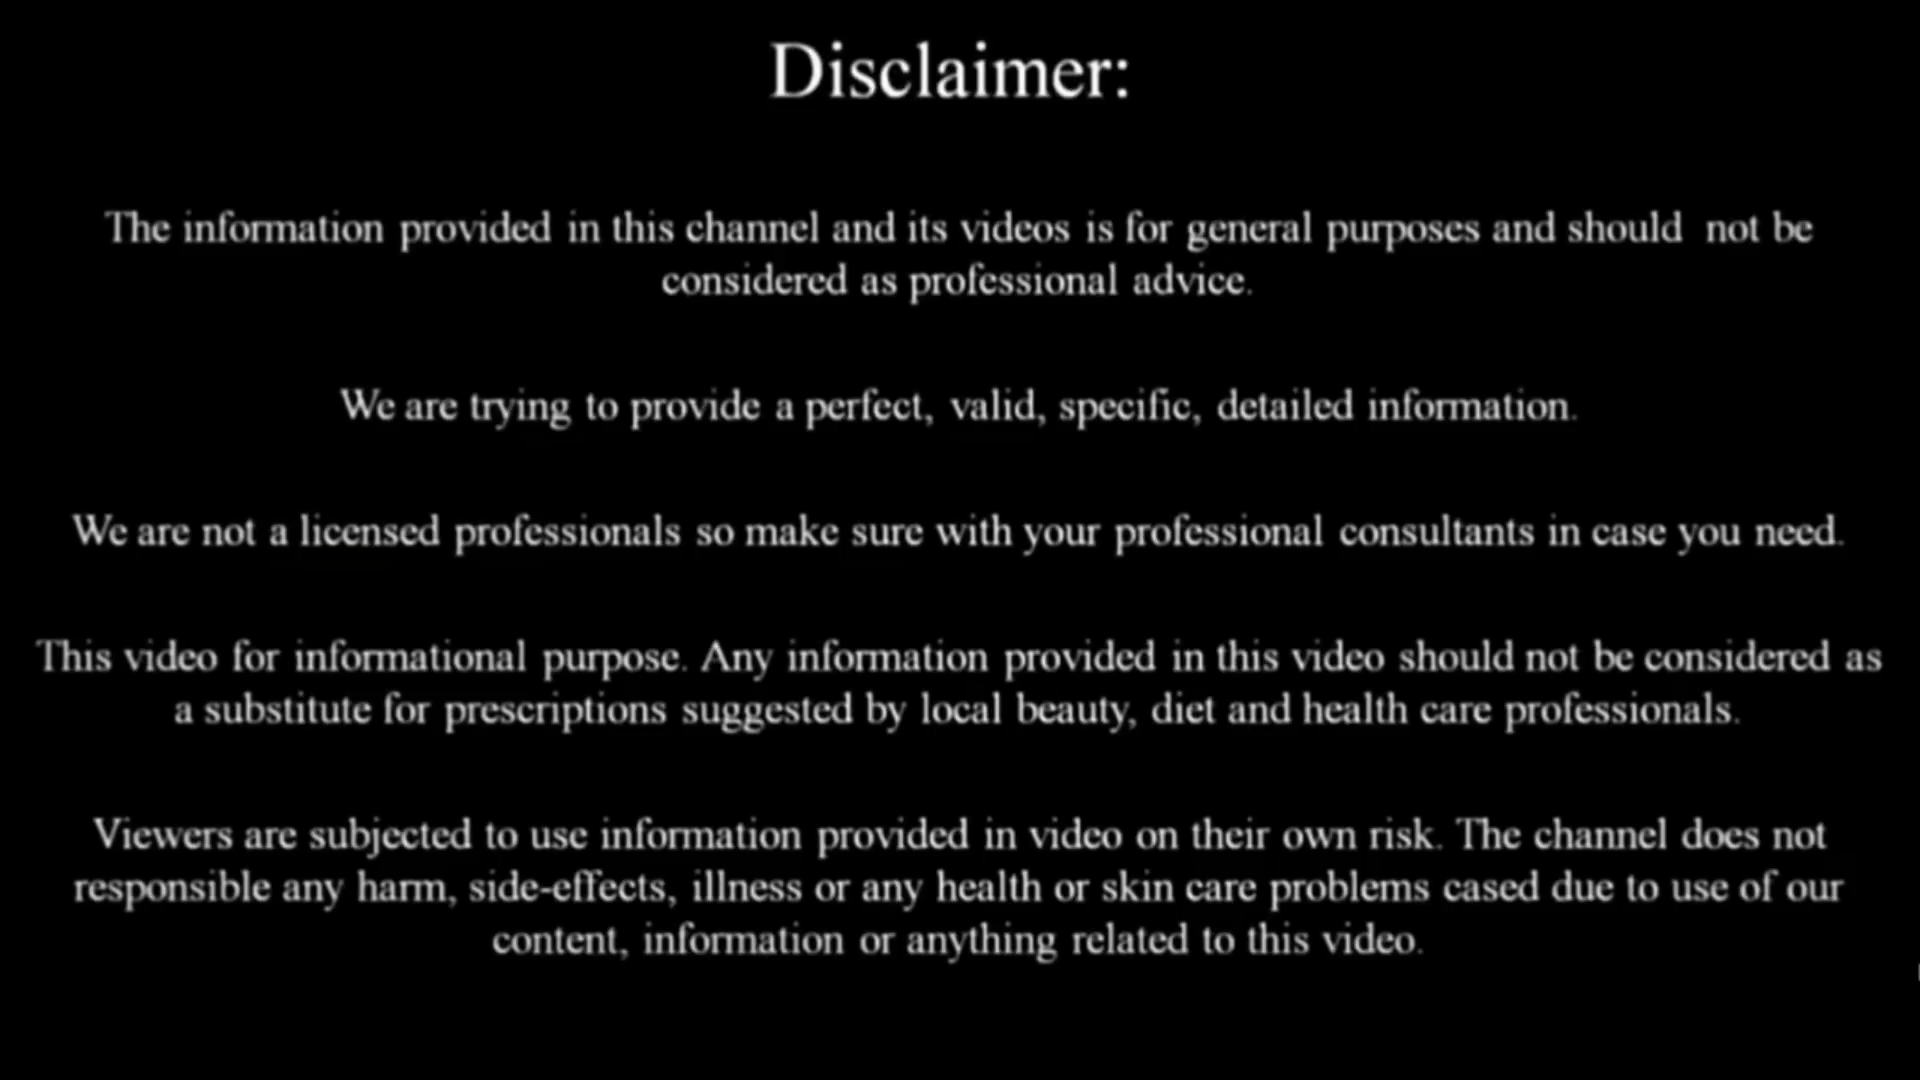 Disclaimer:
The information provided in this channel and its videos is for general purposes and should not be
considered as professional advice.
We are trying to provide a perfect, valid, specific, detailed information.
We are not a licensed professionals so make sure with your professional consultants in case you need.
This video for informational purpose. Any information provided in this video should not be considered as
a substitute for prescriptions suggested by local beauty, diet and health care professionals.
Viewers are subjected to use information provided in video on their own risk. The channel does not
responsible any harm, side-effects, illness or any health or skin care problems cased due to use of our
content, information or anything related to this video.